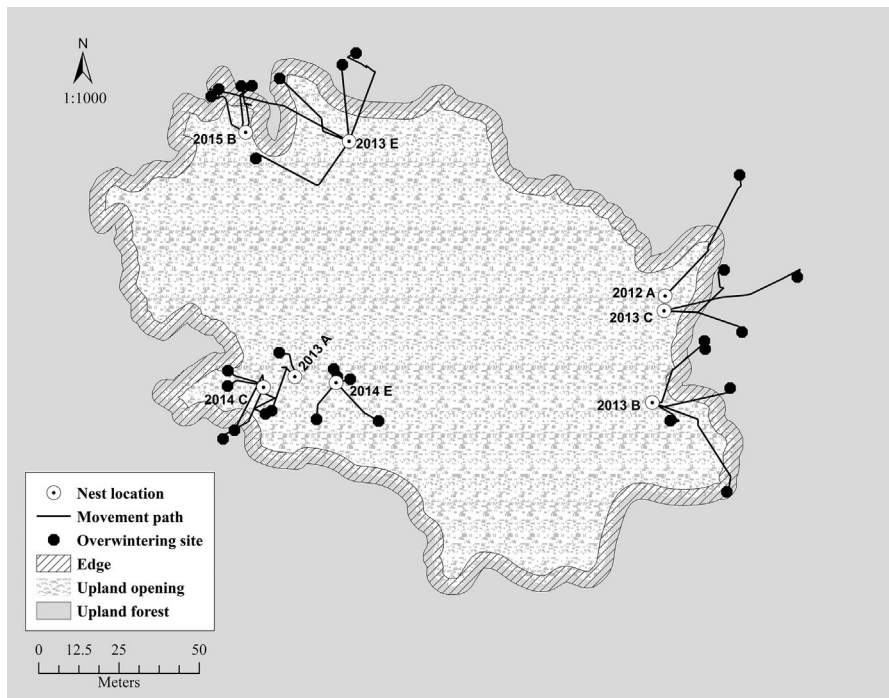 N
1:1000
2015 B
2013 E
2012 A
2013 C
2013 A
2014 C
2014 E
2013 B
Nest location
Movement path
Overwintering site
Edge
Upland opening
Upland forest
0 12.5 25 50
Meters